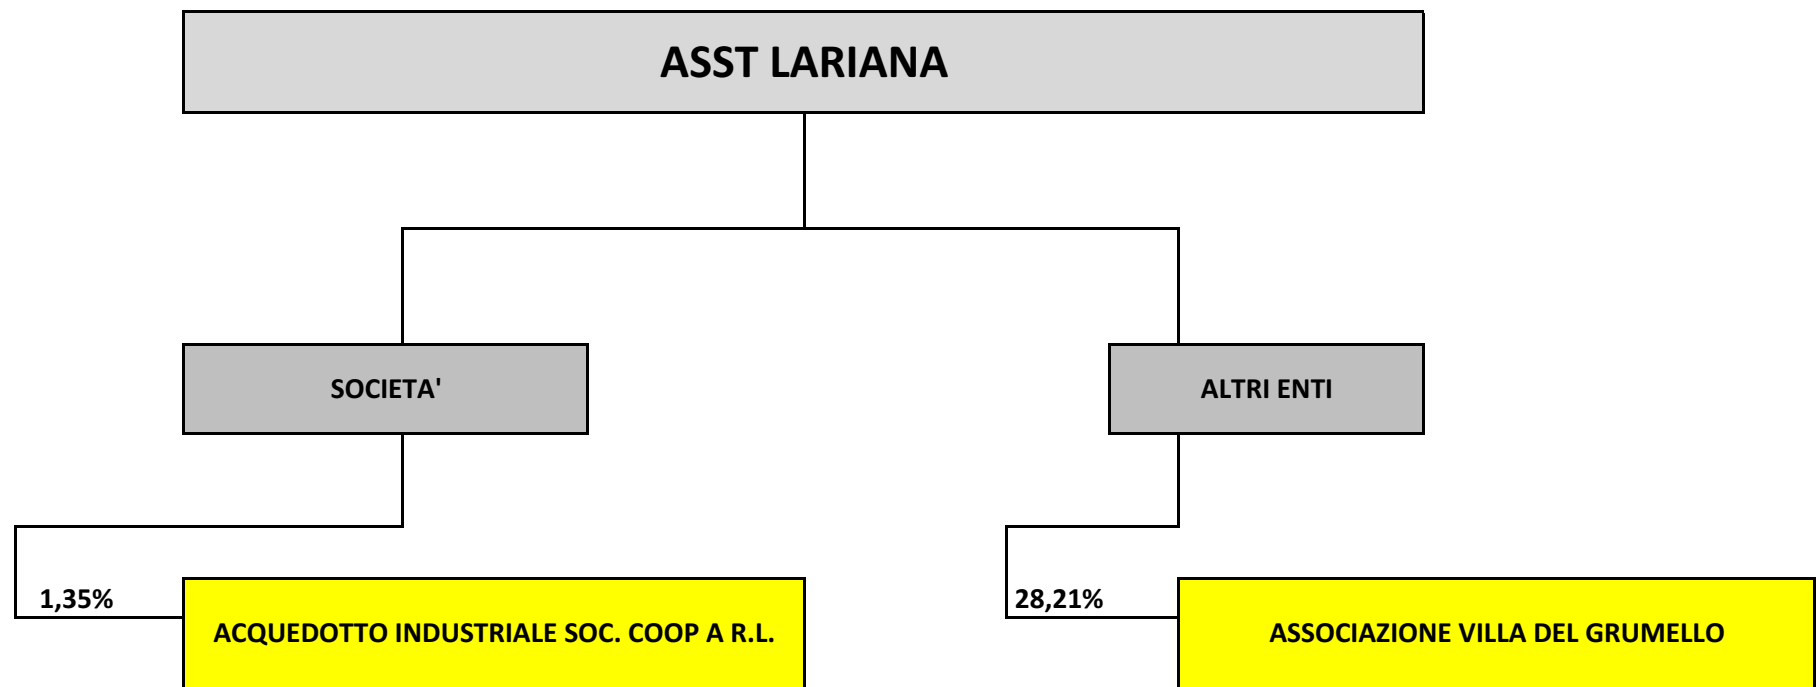 ASST LARIANA
SOCIETA'
ALTRI ENTI
1,35%
ACQUEDOTTO INDUSTRIALE SOC. COOP A R.L.
28,21%
ASSOCIAZIONE VILLA DEL GRUMELLO